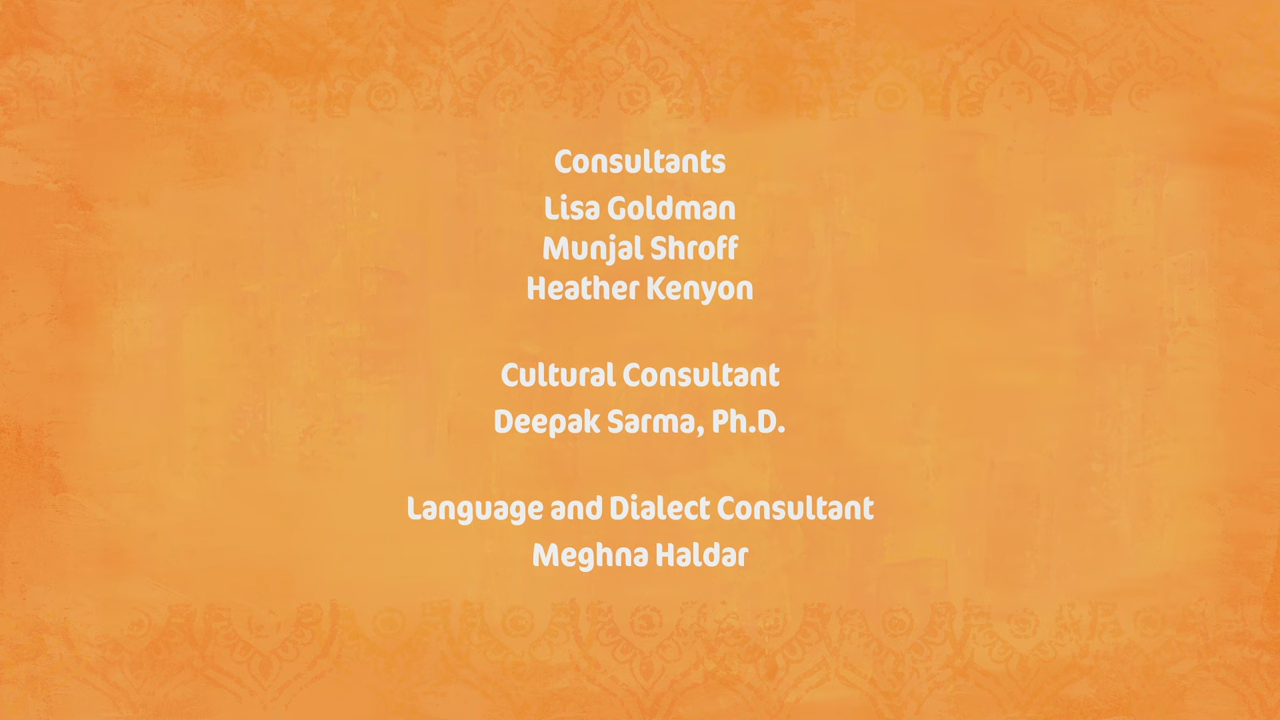 Consultants
Lisa Goldman
Munjal Shroff
Heather Kenyon
Cultural Consultant
Deepak Sarma, Ph.D.
Language and Dialect Consultant
Meghna Haldar